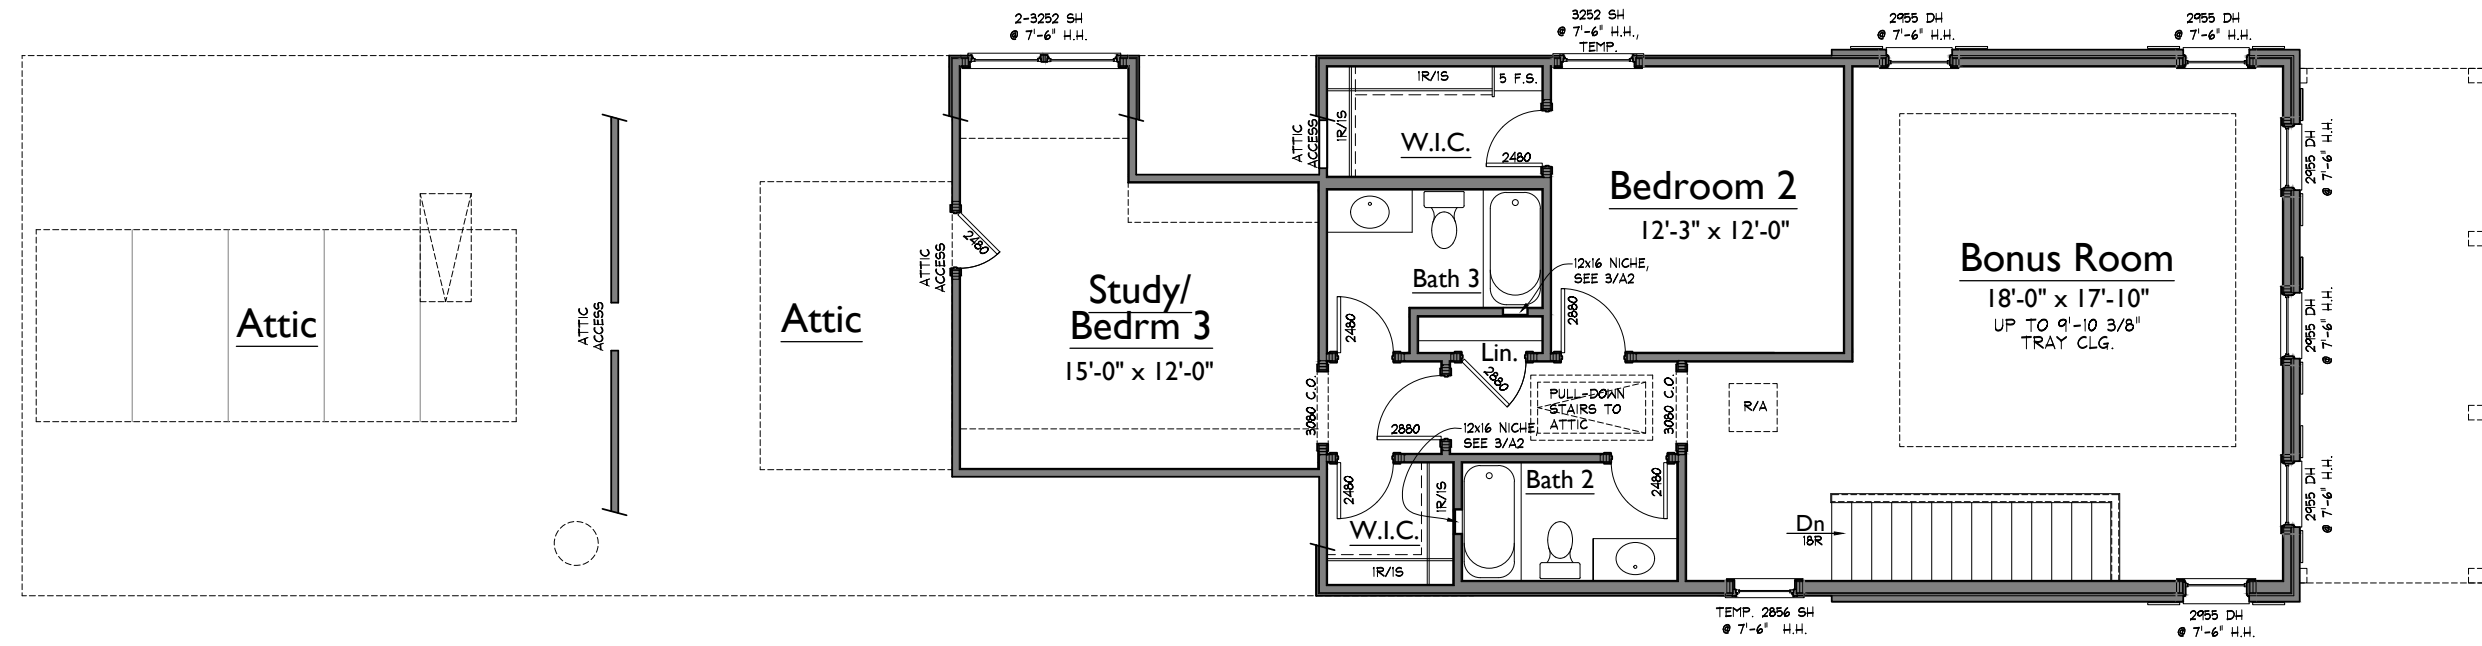 2-3252 SH
@ 7'-6" H.H.
3252 SH
@ 7'-6" H.H.,
TEMP.
2955 DH
@ 7'-6" H.H.
2955 DH
@ 7'-6" H.H.
1R/1S
5 F.S.
1R/1S
ATTIC
ACCESS
W.I.C.
2480
Bedroom 2
12'-3" x 12'-0"
2955 DH
@ 7'-6" H.H.
2480
ATTIC
ACCESS
Bath 3
12x16 NICHE,
SEE 3/A2
Bonus Room
18'-0" x 17'-10"
UP TO 9'-10 3/8"
TRAY CLG.
Attic
ATTIC
ACCESS
Attic
Study/
Bedrm 3
15'-0" x 12'-0"
2480
2880
Lin.
2880
2955 DH
@ 7'-6" H.H.
3080 C.O.
PULL-DOWN
STAIRS TO
ATTIC
3080 C.O.
R/A
2880
12x16 NICHE,
SEE 3/A2
2480
1R/1S
Bath 2
2480
2955 DH
@ 7'-6" H.H.
W.I.C.
1R/1S
Dn
18R
TEMP. 2856 SH
@ 7'-6" H.H.
2955 DH
@ 7'-6" H.H.